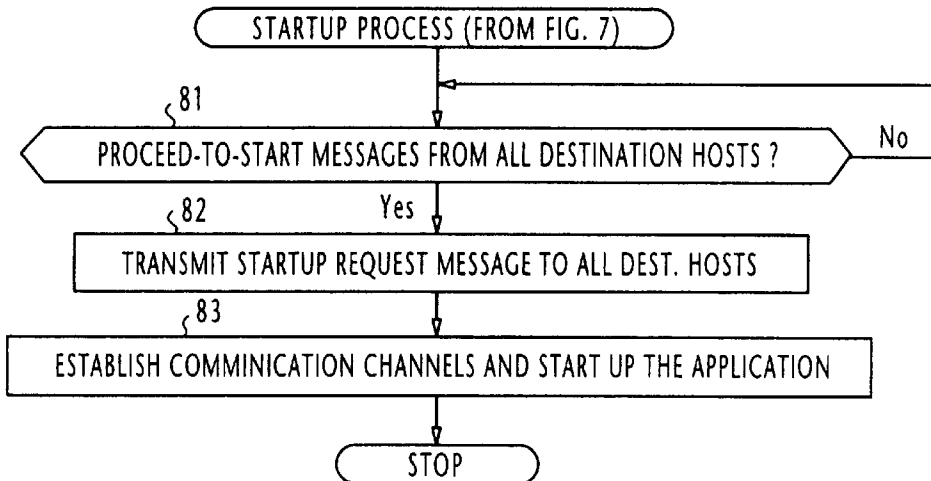 STARTUP PROCESS (FROM FIG. 7)
81
PROCEED-TO-START MESSAGES FROM ALL DESTINATION HOSTS ?
No
Yes
82
TRANSMIT STARTUP REQUEST MESSAGE TO ALL DEST. HOSTS
83
ESTABLISH COMMINICATION CHANNELS AND START UP THE APPLICATION
STOP